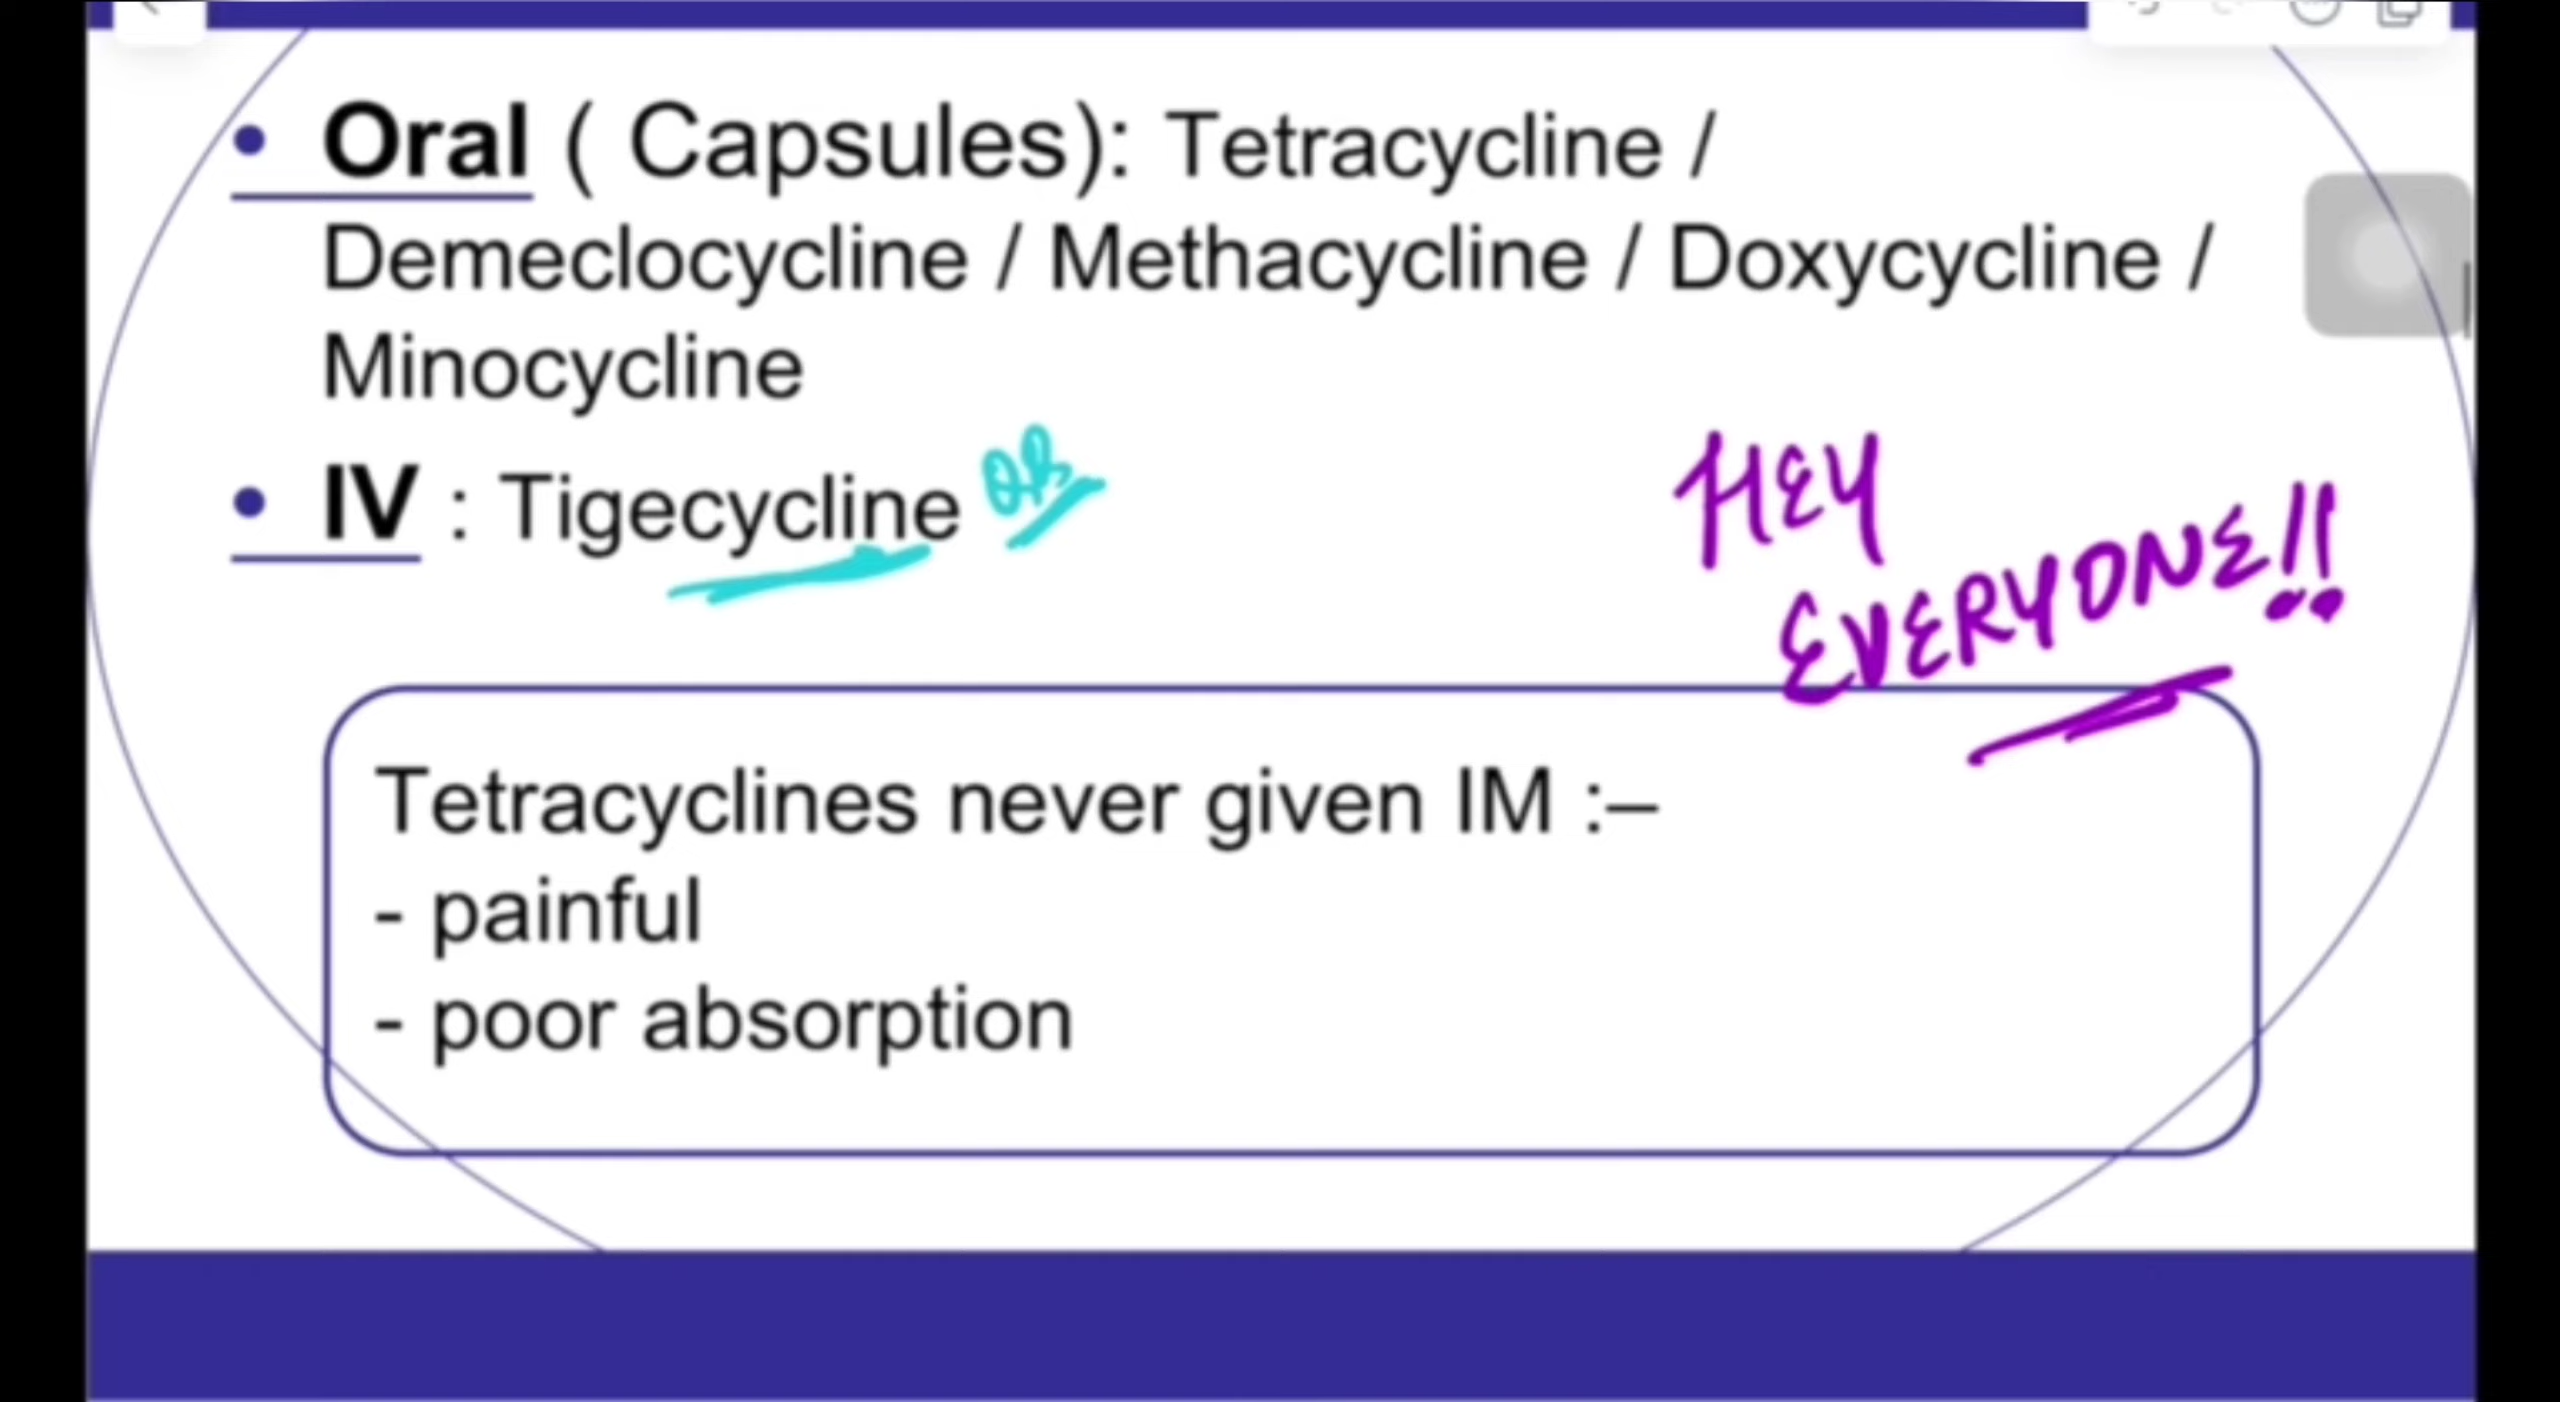 • Oral ( Capsules): Tetracycline /
Demeclocycline / Methacycline / Doxycycline /
Minocycline
• IV : Tigecycline
HEY
EVERYONE!!
Tetracyclines never given IM :–
- painful
- poor absorption